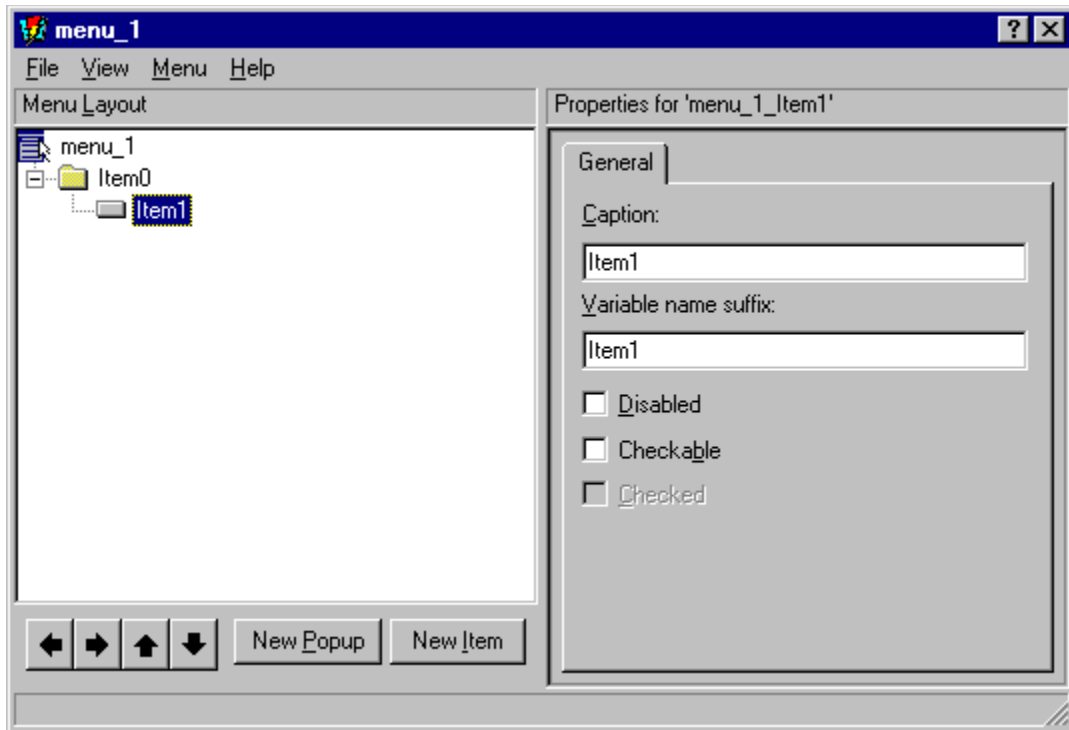 menu_1
File View Menu Help
Menu Layout
Properties for 'menu_1_Item1'
menu_1
Item0
Item1
General
Caption:
Item1
Variable name suffix:
Item1
Disabled
Checkable
Checked
New Popup New Item